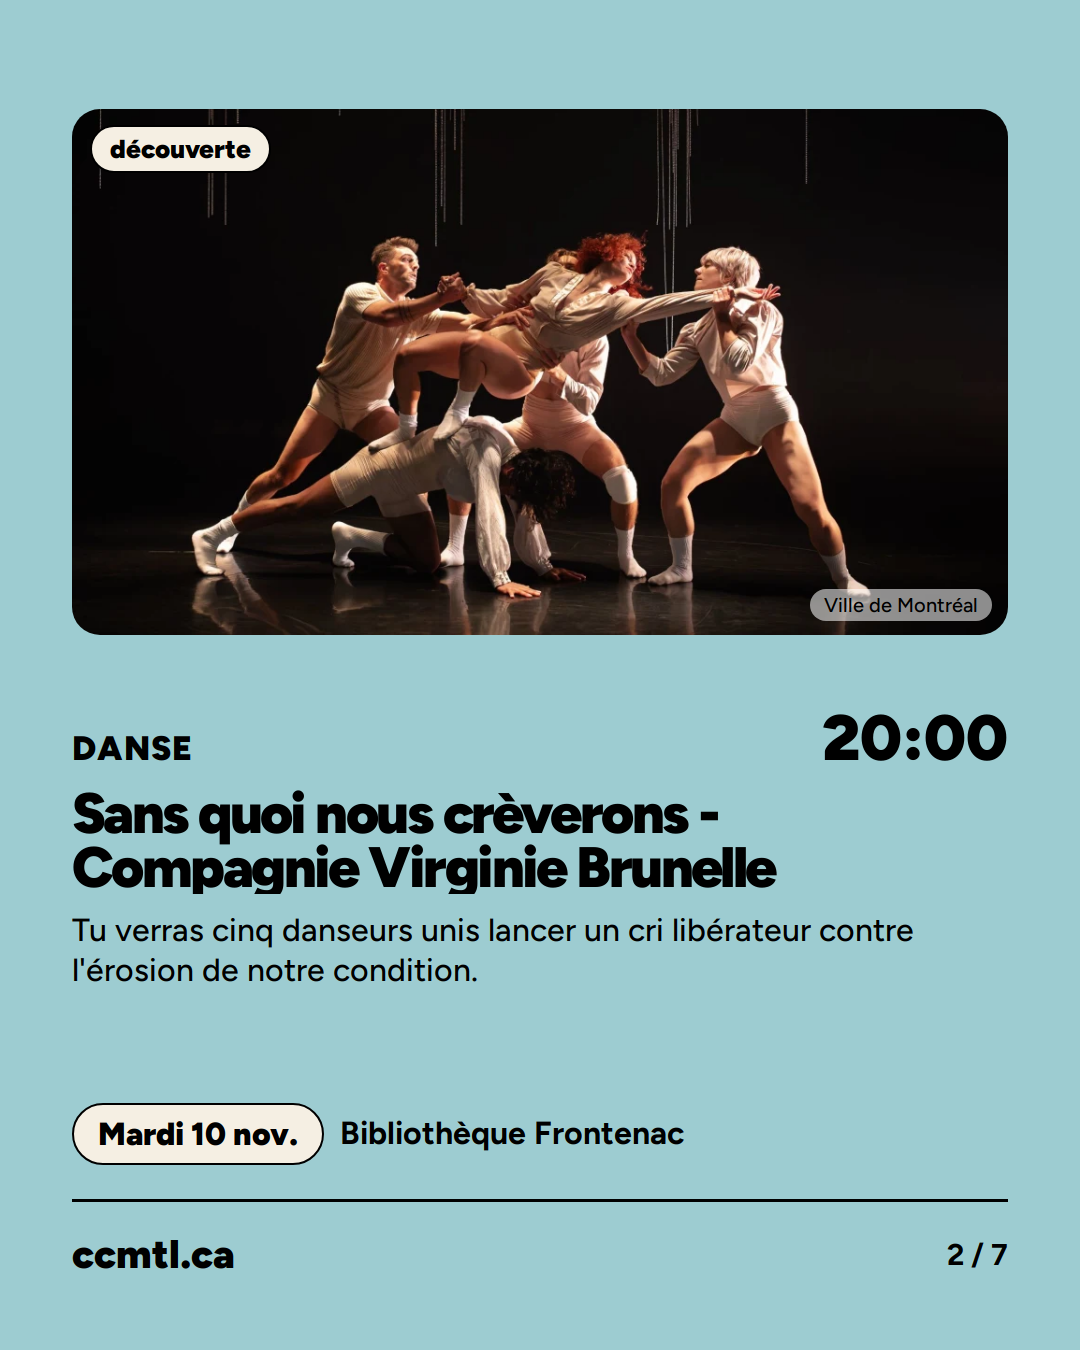 découverte
Ville de Montréal
DANSE
20:00
Sans quoi nous crèverons -
Compagnie Virginie Brunelle
Tu verras cinq danseurs unis lancer un cri libérateur contre
l'érosion de notre condition.
Mardi 10 nov.
Bibliothèque Frontenac
ccmtl.ca
2 / 7